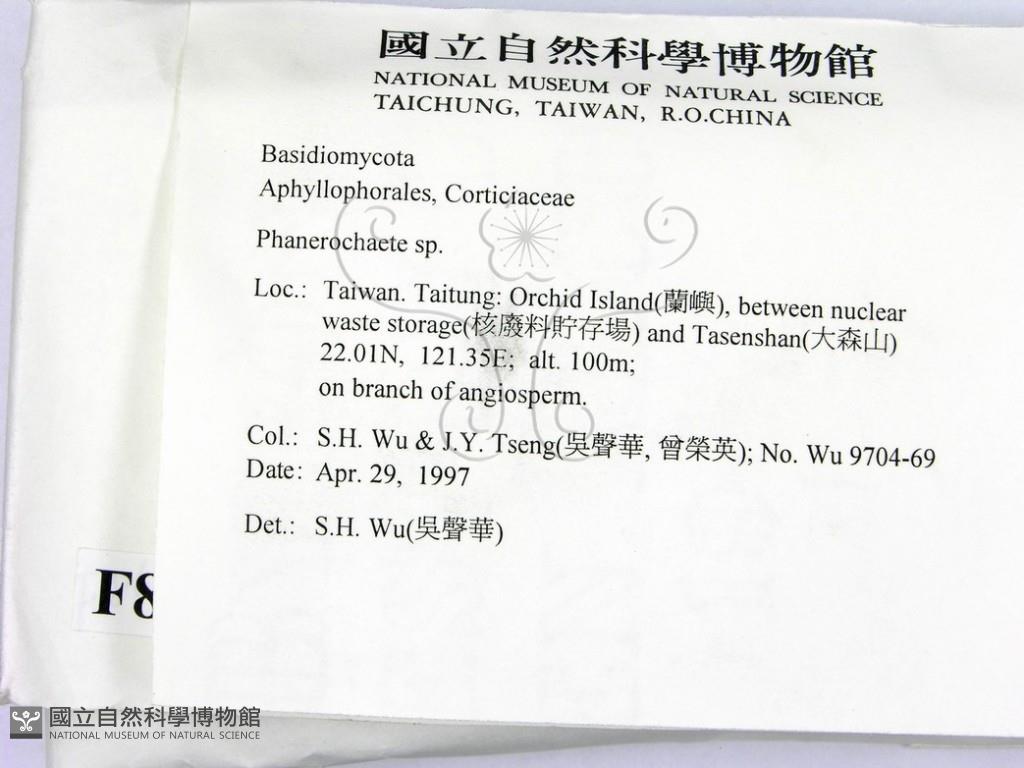 國立自然科學博物館
NATIONAL MUSEUM OF NATURAL SCIENCE
TAICHUNG, TAIWAN, R.O.CHINA
Basidiomycota
Aphyllophorales, Corticiaceae
Phanerochaete sp.
Loc.: Taiwan. Taitung: Orchid Island(蘭嶼), between nuclear
waste storage(核廢料貯存場) and Tasenshan(大森山)
22.01N, 121.35E; alt. 100m;
on branch of angiosperm.
Col.: S.H. Wu & J.Y. Tseng(吳聲華, 曾榮英); No. Wu 9704-69
Date: Apr. 29, 1997
Det.: S.H. Wu(吳聲華)
F8
國立自然科學博物館
NATIONAL MUSEUM OF NATURAL SCIENCE